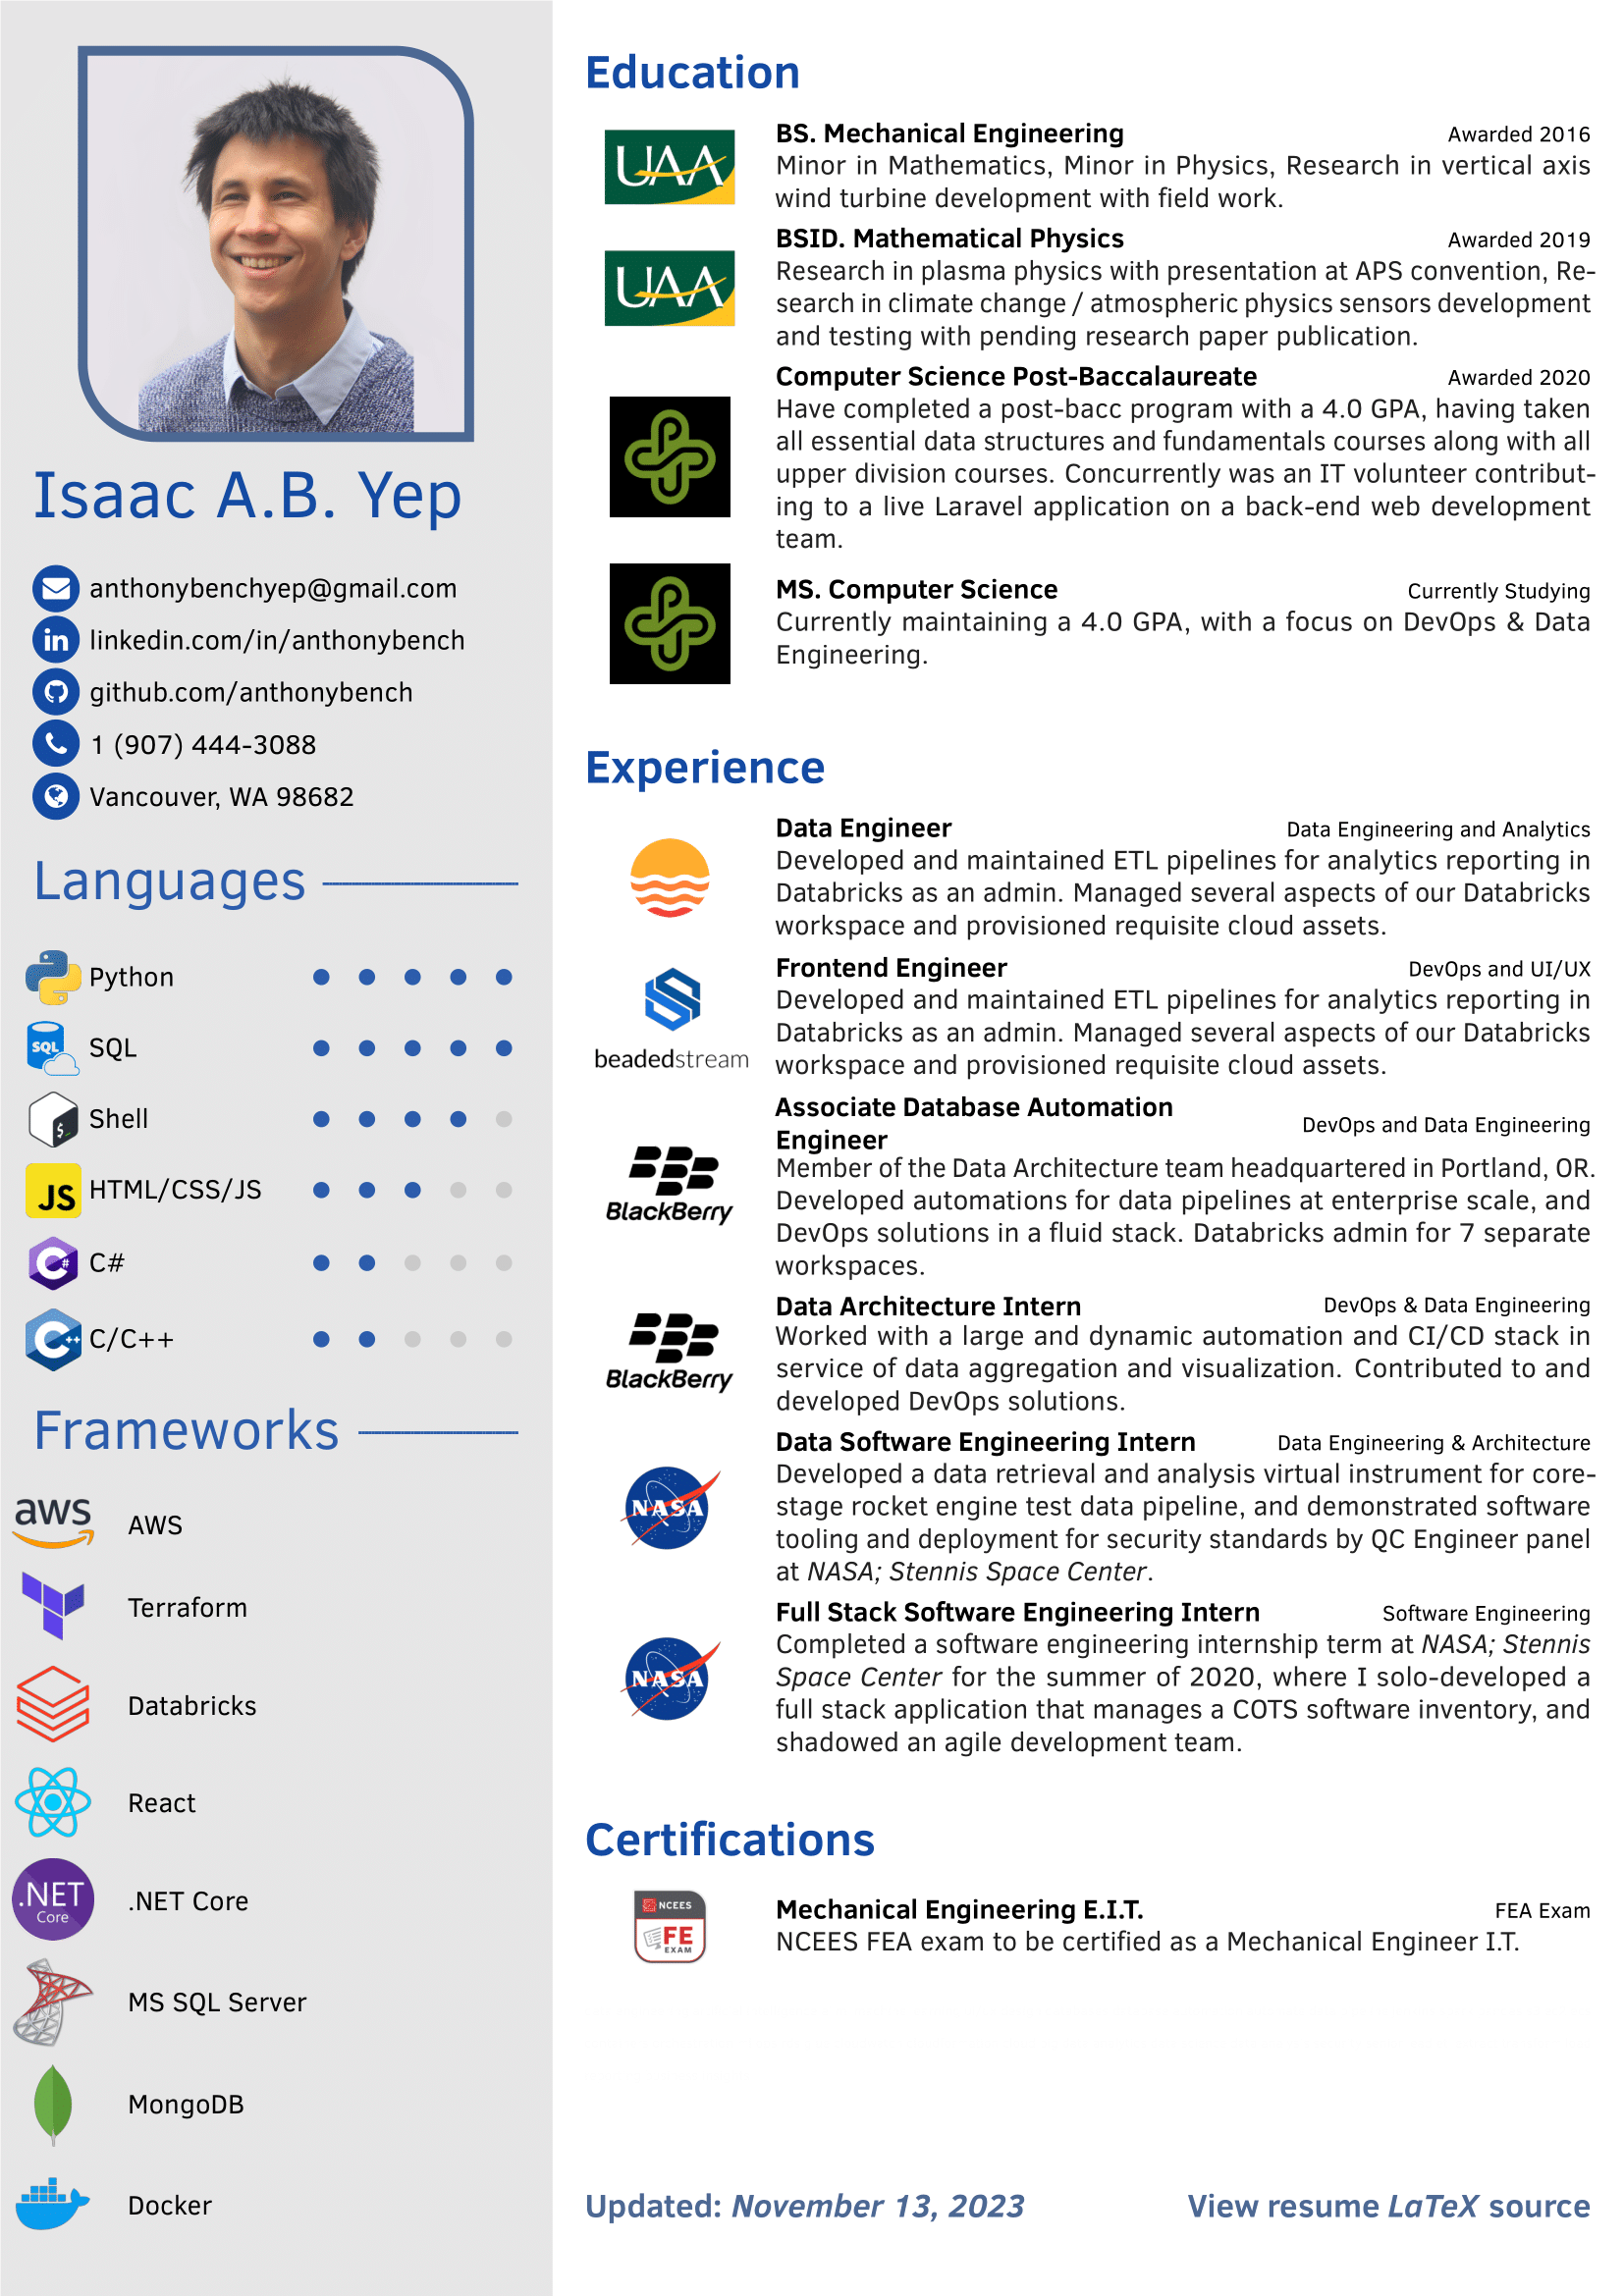 Isaac A.B. Yep
anthonybenchyep@gmail.com
in linkedin.com/in/anthonybench
github.com/anthonybench
1 (907) 444-3088
Vancouver, WA 98682
Languages
Python
SQL SQL
$_ Shell
JS HTML/CSS/JS
C# C#
C++ C/C++
Frameworks
aws AWS
Terraform
Databricks
React
.NET Core .NET Core
MS SQL Server
MongoDB
Docker
Education
UAA
BS. Mechanical Engineering Awarded 2016
Minor in Mathematics, Minor in Physics, Research in vertical axis
wind turbine development with field work.
UAA
BSID. Mathematical Physics Awarded 2019
Research in plasma physics with presentation at APS convention, Re-
search in climate change / atmospheric physics sensors development
and testing with pending research paper publication.
Computer Science Post-Baccalaureate Awarded 2020
Have completed a post-bacc program with a 4.0 GPA, having taken
all essential data structures and fundamentals courses along with all
upper division courses. Concurrently was an IT volunteer contribut-
ing to a live Laravel application on a back-end web development
team.
MS. Computer Science Currently Studying
Currently maintaining a 4.0 GPA, with a focus on DevOps & Data
Engineering.
Experience
Data Engineer Data Engineering and Analytics
Developed and maintained ETL pipelines for analytics reporting in
Databricks as an admin. Managed several aspects of our Databricks
workspace and provisioned requisite cloud assets.
beadedstream
Frontend Engineer DevOps and UI/UX
Developed and maintained ETL pipelines for analytics reporting in
Databricks as an admin. Managed several aspects of our Databricks
workspace and provisioned requisite cloud assets.
BlackBerry
Associate Database Automation
Engineer DevOps and Data Engineering
Member of the Data Architecture team headquartered in Portland, OR.
Developed automations for data pipelines at enterprise scale, and
DevOps solutions in a fluid stack. Databricks admin for 7 separate
workspaces.
BlackBerry
Data Architecture Intern DevOps & Data Engineering
Worked with a large and dynamic automation and CI/CD stack in
service of data aggregation and visualization. Contributed to and
developed DevOps solutions.
NASA
Data Software Engineering Intern Data Engineering & Architecture
Developed a data retrieval and analysis virtual instrument for core-
stage rocket engine test data pipeline, and demonstrated software
tooling and deployment for security standards by QC Engineer panel
at NASA; Stennis Space Center.
NASA
Full Stack Software Engineering Intern Software Engineering
Completed a software engineering internship term at NASA; Stennis
Space Center for the summer of 2020, where I solo-developed a
full stack application that manages a COTS software inventory, and
shadowed an agile development team.
Certifications
NCEES
FE
EXAM
Mechanical Engineering E.I.T. FEA Exam
NCEES FEA exam to be certified as a Mechanical Engineer I.T.
Updated: November 13, 2023 View resume LaTeX source